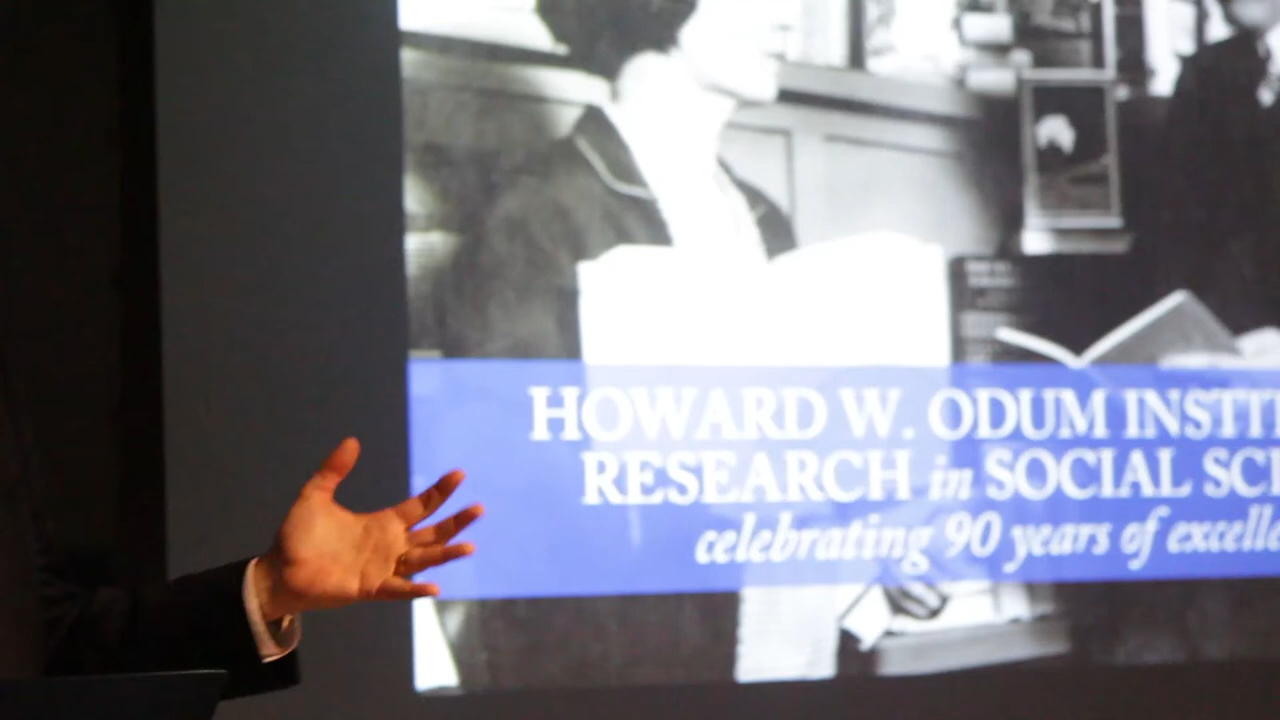 HOWARD W. ODUM INSTIT
RESEARCH in SOCIAL SCI
celebrating 90 years of excelle